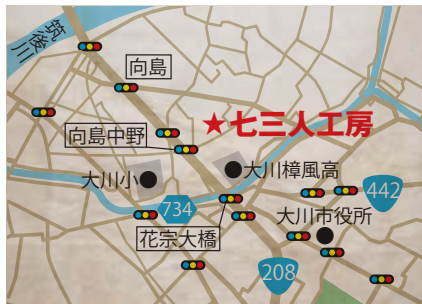 筑後川
向島
★七三人工房
向島中野
大川小
大川樟風高
442
734
大川市役所
花宗大橋
208